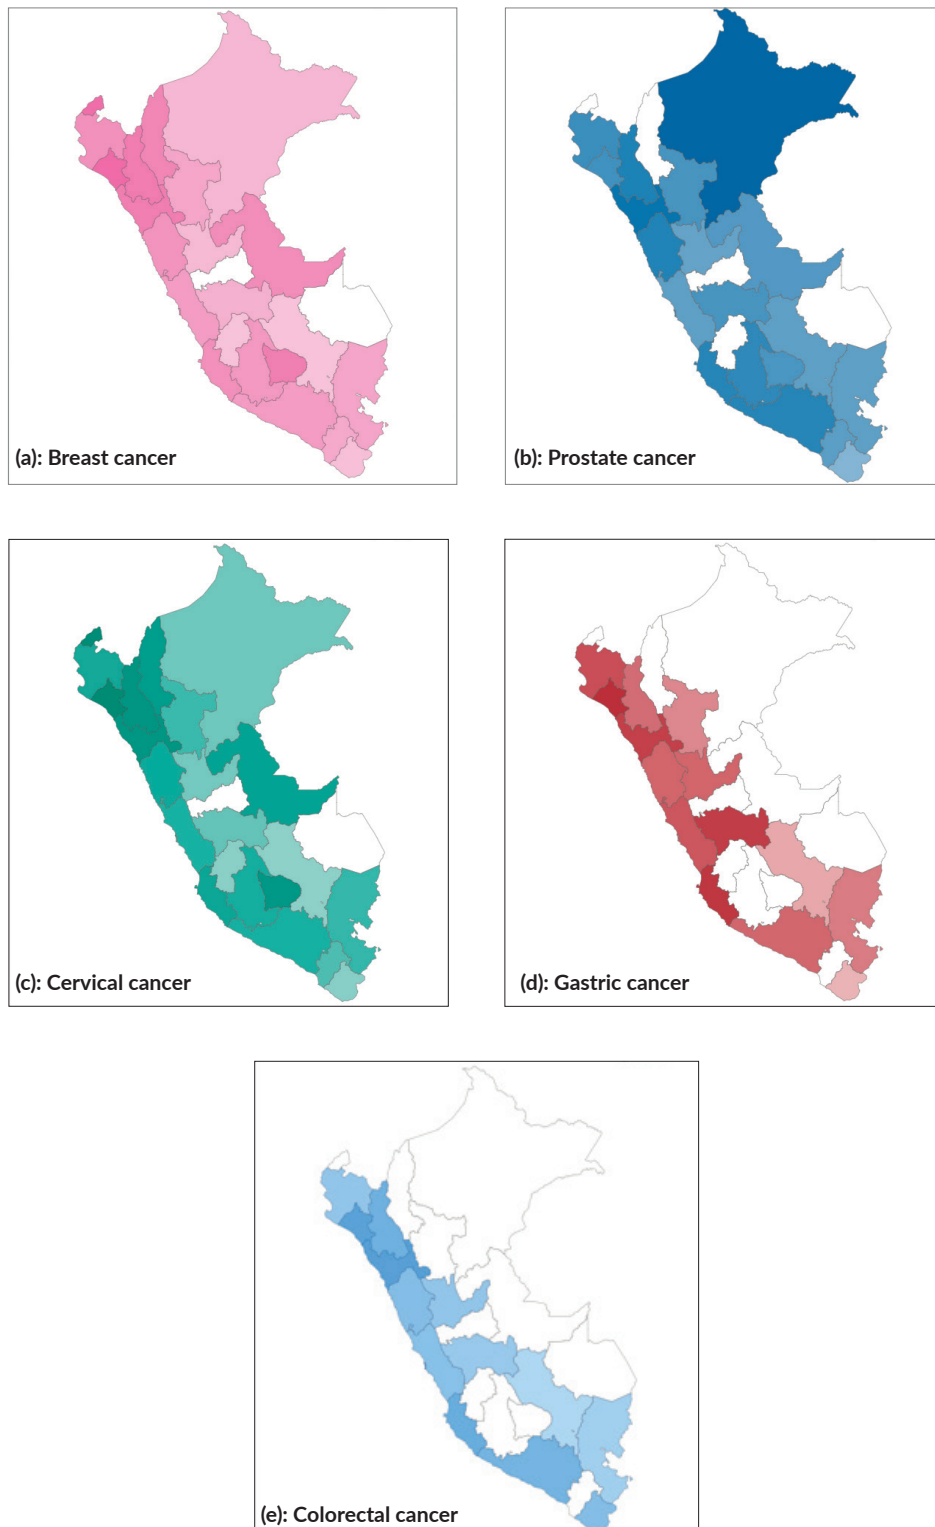 (a): Breast cancer
(b): Prostate cancer
(c): Cervical cancer
(d): Gastric cancer
(e): Colorectal cancer